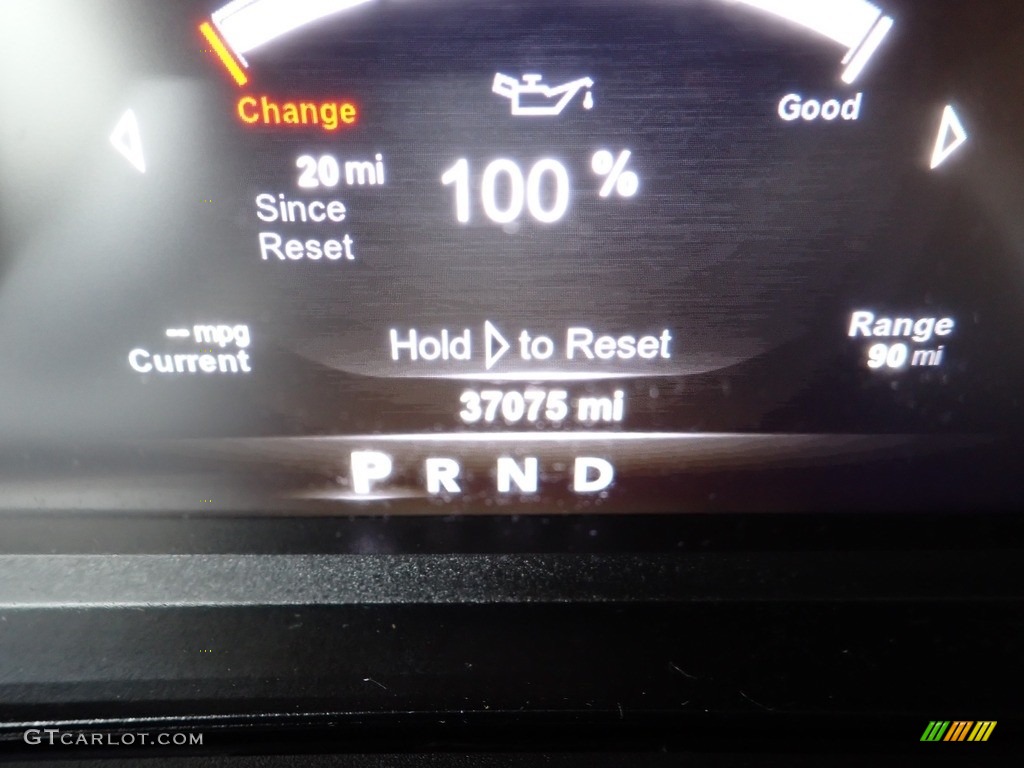 Change
Good
20 mi
Since
Reset
100 %
-- mpg
Current
Hold ▷ to Reset
Range
90 mi
37075 mi
P R N D
GTCARLOT.COM